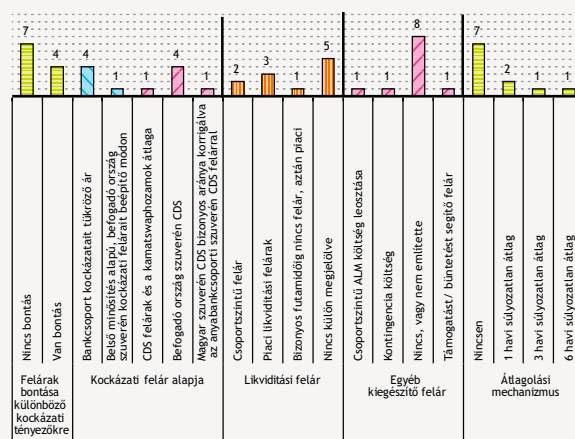 7
4
4
1
1
4
1
2
3
1
5
1
1
8
1
7
2
1
1
Nincs bontás
Van bontás
Bankcsoport kockázatait tükröző ár
Belső minősítés alapú, befogadó ország
szuverén kockázati felárait beépítő módon
CDS felárak és a kamatswaphozamok átlaga
Befogadó ország szuverén CDS
Magyar szuverén CDS bizonyos aránya korrigálva
az anyabankcsoporti szuverén CDS felárral
Csoportszintű felár
Piaci likviditási felárak
Bizonyos futamidőig nincs felár, aztán piaci
Nincs külön megjelölve
Csoportszintű ALM költség leosztása
Kontingencia költség
Nincs, vagy nem említette
Támogatást/ büntetést segítő felár
Nincsen
1 havi súlyozatlan átlag
3 havi súlyozatlan átlag
6 havi súlyozatlan átlag
Felárak
bontása
különböző
kockázati
tényezőkre
Kockázati felár alapja
Likviditási felár
Egyéb
kiegészítő felár
Átlagolási
mechanizmus